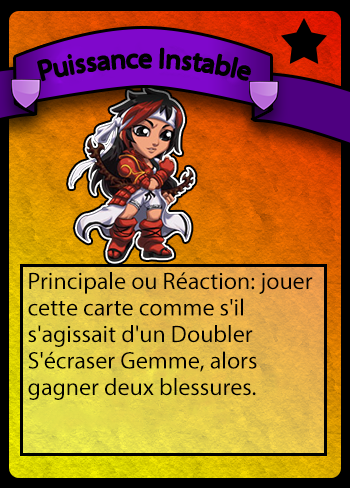 Puissance Instable
Principale ou Réaction: jouer
cette carte comme s'il
s'agissait d'un Doubler
S'écraser Gemme, alors
gagner deux blessures.